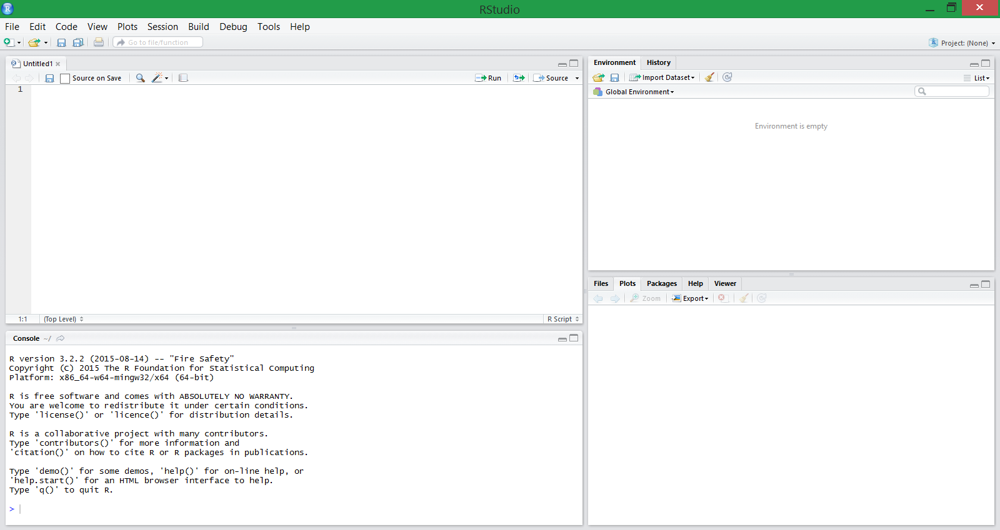 RStudio
File Edit Code View Plots Session Build Debug Tools Help
Go to file/function
Project: (None)
Untitled1
Source on Save
Run
Source
1
1:1
(Top Level)
R Script
Console ~/
R version 3.2.2 (2015-08-14) -- "Fire Safety"
Copyright (C) 2015 The R Foundation for Statistical Computing
Platform: x86_64-w64-mingw32/x64 (64-bit)
R is free software and comes with ABSOLUTELY NO WARRANTY.
You are welcome to redistribute it under certain conditions.
Type 'license()' or 'licence()' for distribution details.
R is a collaborative project with many contributors.
Type 'contributors()' for more information and
'citation()' on how to cite R or R packages in publications.
Type 'demo()' for some demos, 'help()' for on-line help, or
'help.start()' for an HTML browser interface to help.
Type 'q()' to quit R.
>
Environment History
Import Dataset
List
Global Environment
Environment is empty
Files Plots Packages Help Viewer
Zoom Export